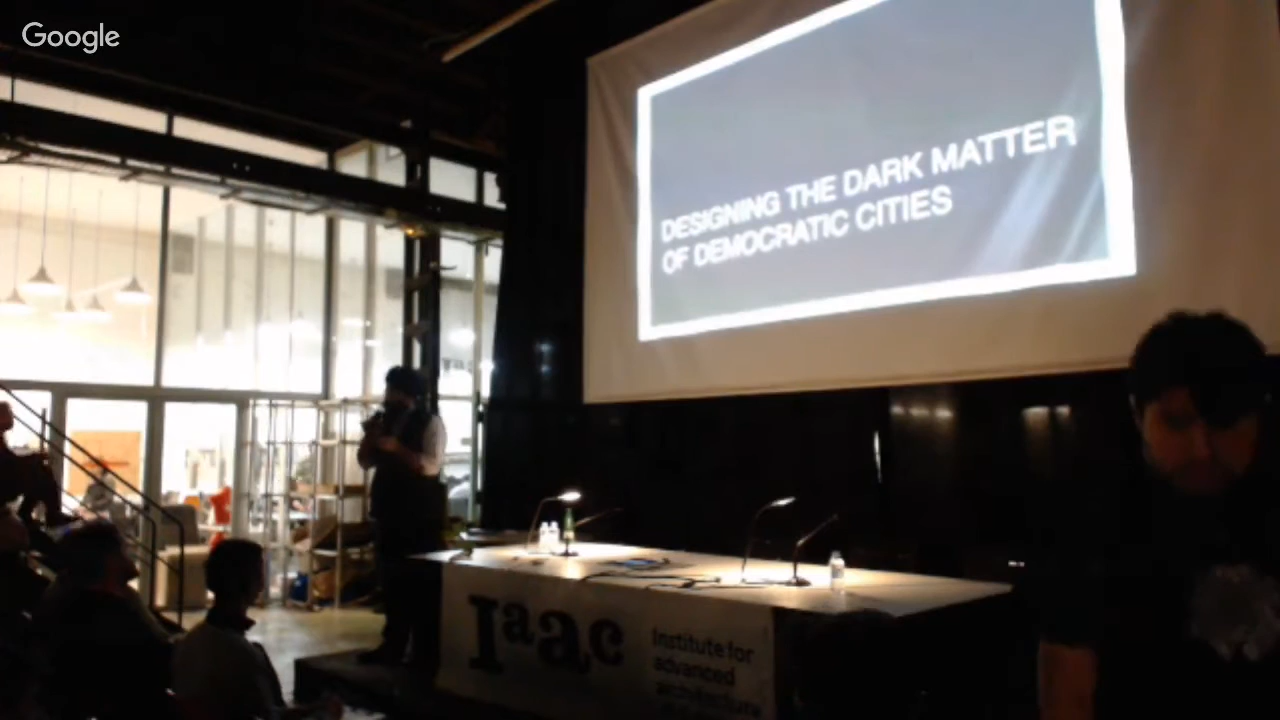 Google
DESIGNING THE DARK MATTER
OF DEMOCRATIC CITIES
Iaac
Institute for
advanced
architecture